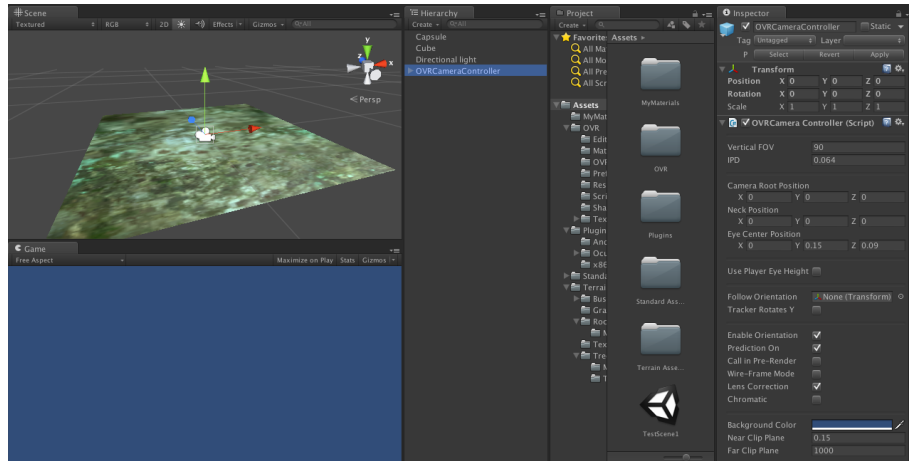 Scene
Textured
RGB
2D
Effects
Gizmos
All
y
x
z
Persp
Game
Free Aspect
Maximize on Play Stats Gizmos
Hierarchy
Create
All
Capsule
Cube
Directional light
OVRCameraController
Project
Create
Favorite
All Ma
All Mo
All Pre
All Scr
Assets
MyMat
OVR
Edit
Mat
OVI
Pref
Res
Scri
Sha
Tex
Plugin
And
Ocu
x86
Standa
Terrai
Bus
Gra
Roc
M
Tex
Tre
M
T
Assets
MyMaterials
OVR
Plugins
Standard Ass...
Terrain Asse...
TestScene1
Inspector
OVRCameraController Static
Tag Untagged Layer
P Select Revert Apply
Transform
Position X 0 Y 0 Z 0
Rotation X 0 Y 0 Z 0
Scale X 1 Y 1 Z 1
OVRCamera Controller (Script)
Vertical FOV 90
IPD 0.064
Camera Root Position
X 0 Y 0 Z 0
Neck Position
X 0 Y 0 Z 0
Eye Center Position
X 0 Y 0.15 Z 0.09
Use Player Eye Height
Follow Orientation None (Transform)
Tracker Rotates Y
Enable Orientation
Prediction On
Call in Pre-Render
Wire-Frame Mode
Lens Correction
Chromatic
Background Color
Near Clip Plane 0.15
Far Clip Plane 1000